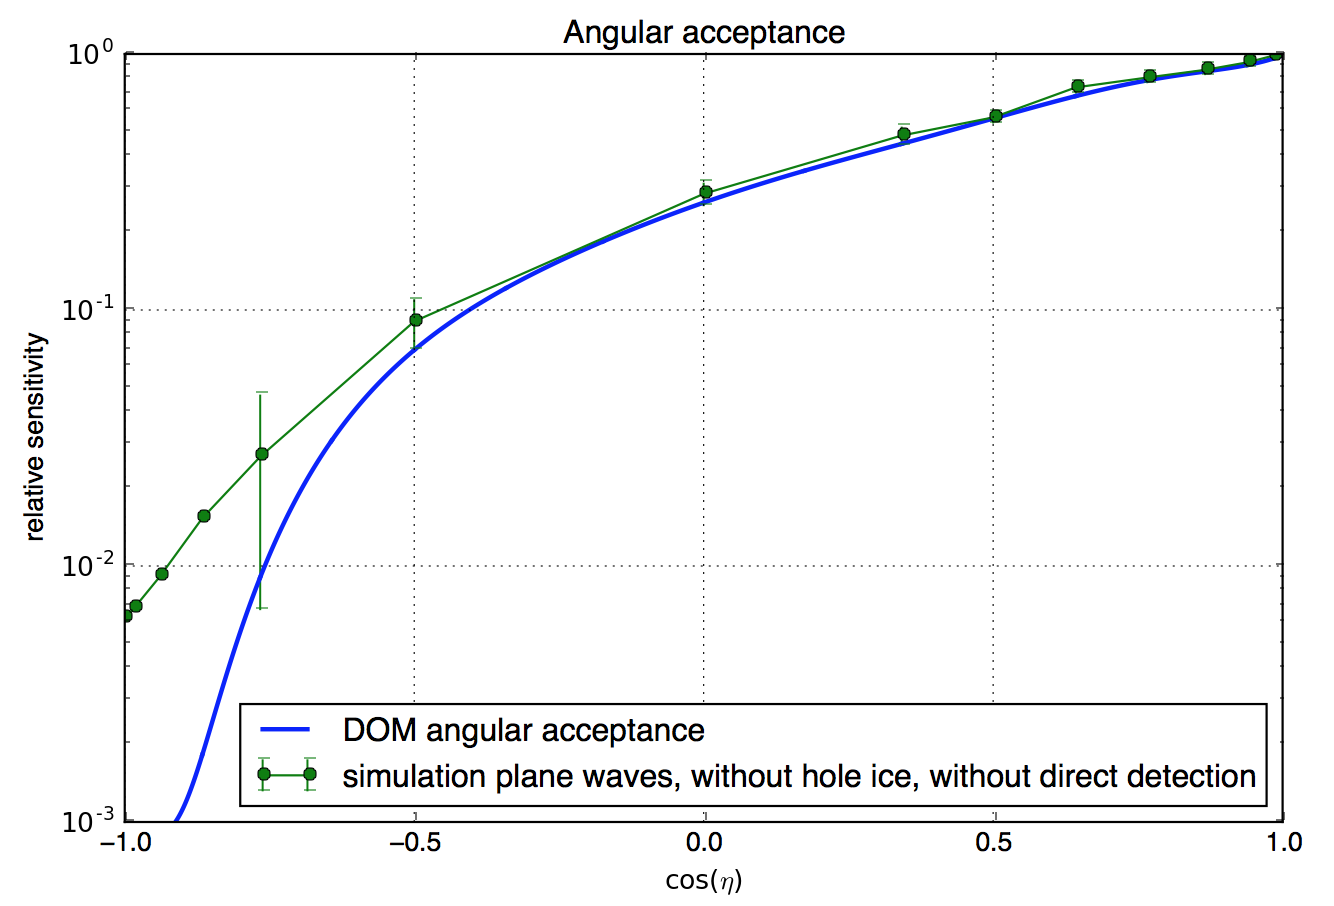 Angular acceptance
10^0
10^-1
10^-2
10^-3
relative sensitivity
DOM angular acceptance
simulation plane waves, without hole ice, without direct detection
−1.0 −0.5 0.0 0.5 1.0
cos(η)